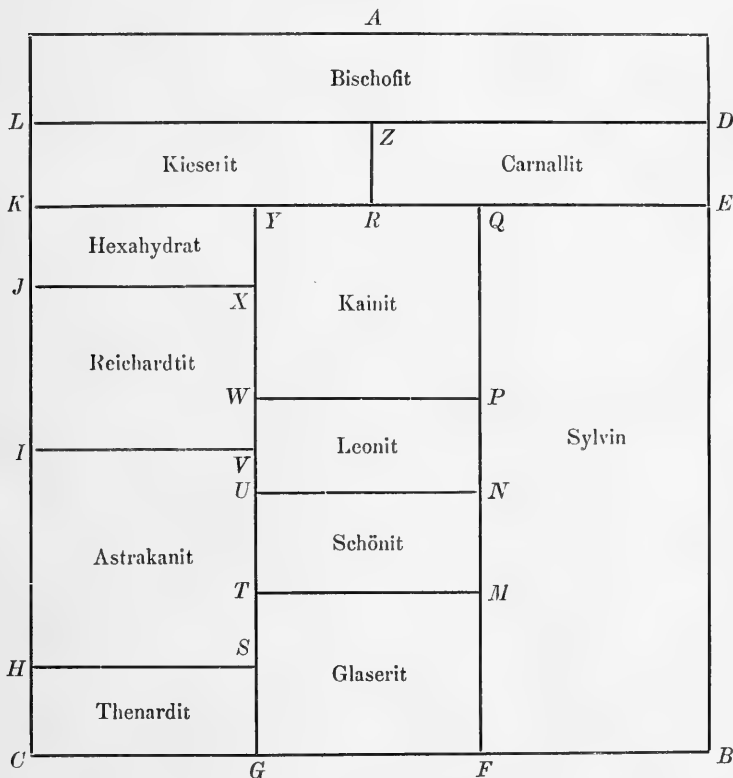 A
Bischofit
L
D
Z
Kieserit
Carnallit
K
E
Y
R
Q
Hexahydrat
J
X
Kainit
Reichardtit
W
P
Sylvin
I
V
Leonit
U
N
Schönit
Astrakanit
T
M
S
H
Glaserit
Thenardit
C
G
F
B